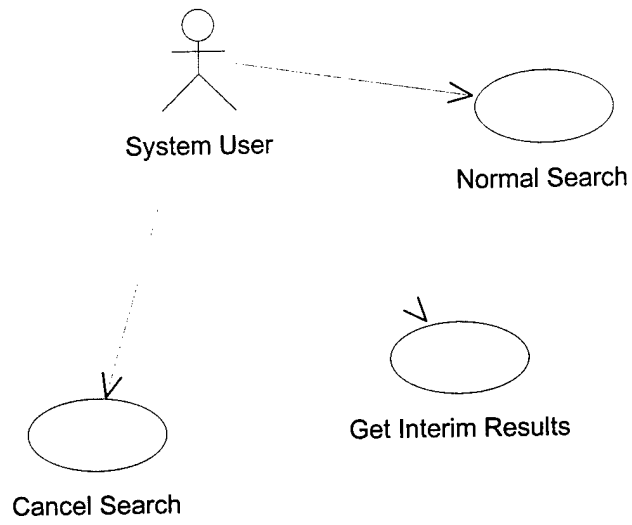 System User
Normal Search
Get Interim Results
Cancel Search